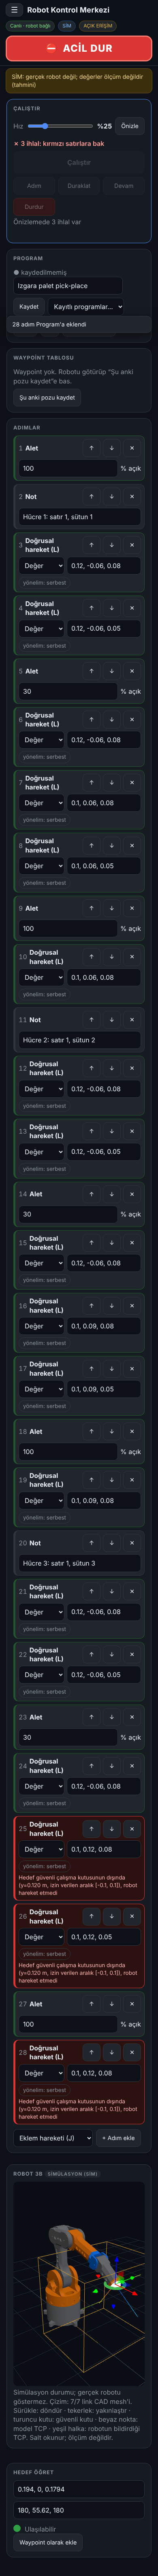 Robot Kontrol Merkezi
Canlı · robot bağlı
SİM
AÇIK ERİŞİM
ACİL DUR
SİM: gerçek robot değil; değerler ölçüm değildir (tahmini)
ÇALIŞTIR
Hız %25 Önizle
✕ 3 ihlal: kırmızı satırlara bak
Çalıştır
Adım Duraklat Devam
Durdur
Önizlemede 3 ihlal var
PROGRAM
● kaydedilmemiş
Izgara palet pick-place
Kaydet Kayıtlı programlar...
28 adım Program'a eklendi
WAYPOINT TABLOSU
Waypoint yok. Robotu götürüp "Şu anki pozu kaydet"e bas.
Şu anki pozu kaydet
ADIMLAR
1 Alet ↑ ↓ ✕
100 % açık
2 Not ↑ ↓ ✕
Hücre 1: satır 1, sütun 1
3 Doğrusal hareket (L) ↑ ↓ ✕
Değer 0.12, -0.06, 0.08
yönelim: serbest
4 Doğrusal hareket (L) ↑ ↓ ✕
Değer 0.12, -0.06, 0.05
yönelim: serbest
5 Alet ↑ ↓ ✕
30 % açık
6 Doğrusal hareket (L) ↑ ↓ ✕
Değer 0.12, -0.06, 0.08
yönelim: serbest
7 Doğrusal hareket (L) ↑ ↓ ✕
Değer 0.1, 0.06, 0.08
yönelim: serbest
8 Doğrusal hareket (L) ↑ ↓ ✕
Değer 0.1, 0.06, 0.05
yönelim: serbest
9 Alet ↑ ↓ ✕
100 % açık
10 Doğrusal hareket (L) ↑ ↓ ✕
Değer 0.1, 0.06, 0.08
yönelim: serbest
11 Not ↑ ↓ ✕
Hücre 2: satır 1, sütun 2
12 Doğrusal hareket (L) ↑ ↓ ✕
Değer 0.12, -0.06, 0.08
yönelim: serbest
13 Doğrusal hareket (L) ↑ ↓ ✕
Değer 0.12, -0.06, 0.05
yönelim: serbest
14 Alet ↑ ↓ ✕
30 % açık
15 Doğrusal hareket (L) ↑ ↓ ✕
Değer 0.12, -0.06, 0.08
yönelim: serbest
16 Doğrusal hareket (L) ↑ ↓ ✕
Değer 0.1, 0.09, 0.08
yönelim: serbest
17 Doğrusal hareket (L) ↑ ↓ ✕
Değer 0.1, 0.09, 0.05
yönelim: serbest
18 Alet ↑ ↓ ✕
100 % açık
19 Doğrusal hareket (L) ↑ ↓ ✕
Değer 0.1, 0.09, 0.08
yönelim: serbest
20 Not ↑ ↓ ✕
Hücre 3: satır 1, sütun 3
21 Doğrusal hareket (L) ↑ ↓ ✕
Değer 0.12, -0.06, 0.08
yönelim: serbest
22 Doğrusal hareket (L) ↑ ↓ ✕
Değer 0.12, -0.06, 0.05
yönelim: serbest
23 Alet ↑ ↓ ✕
30 % açık
24 Doğrusal hareket (L) ↑ ↓ ✕
Değer 0.12, -0.06, 0.08
yönelim: serbest
25 Doğrusal hareket (L) ↑ ↓ ✕
Değer 0.1, 0.12, 0.08
yönelim: serbest
Hedef güvenli çalışma kutusunun dışında (y=0.120 m, izin verilen aralık [-0.1, 0.1]), robot hareket etmedi
26 Doğrusal hareket (L) ↑ ↓ ✕
Değer 0.1, 0.12, 0.05
yönelim: serbest
Hedef güvenli çalışma kutusunun dışında (y=0.120 m, izin verilen aralık [-0.1, 0.1]), robot hareket etmedi
27 Alet ↑ ↓ ✕
100 % açık
28 Doğrusal hareket (L) ↑ ↓ ✕
Değer 0.1, 0.12, 0.08
yönelim: serbest
Hedef güvenli çalışma kutusunun dışında (y=0.120 m, izin verilen aralık [-0.1, 0.1]), robot hareket etmedi
Eklem hareketi (J) + Adım ekle
ROBOT 3B SİMÜLASYON (SİM)
Simülasyon durumu; gerçek robotu göstermez. Çizim: 7/7 link CAD mesh'i. Sürükle: döndür · tekerlek: yakınlaştır · turuncu kutu: güvenli kutu · beyaz nokta: model TCP · yeşil halka: robotun bildirdiği TCP. Salt okunur; ölçüm değildir.
HEDEF ÖĞRET
0.194, 0, 0.1794
180, 55.62, 180
Ulaşılabilir
Waypoint olarak ekle